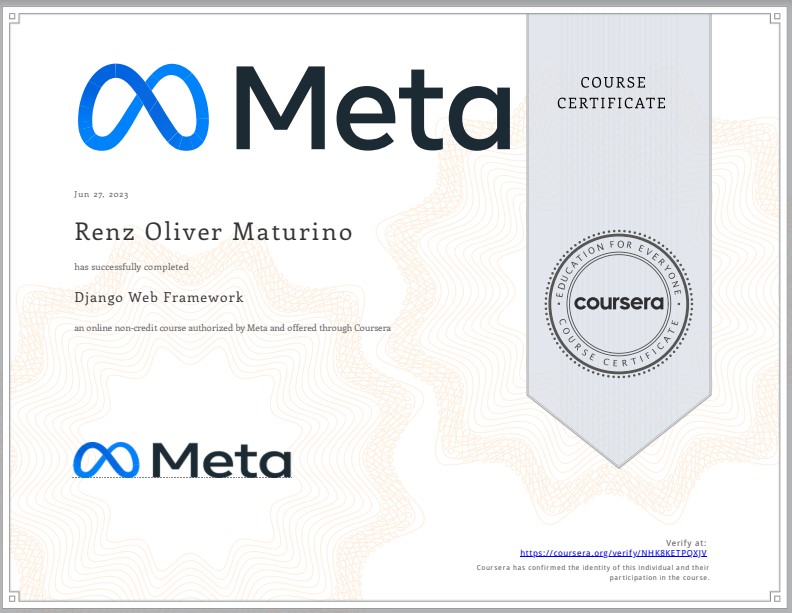 Meta
COURSE
CERTIFICATE
Jun 27, 2023
Renz Oliver Maturino
has successfully completed
Django Web Framework
an online non-credit course authorized by Meta and offered through Coursera
EDUCATION FOR EVERYONE
coursera
COURSE CERTIFICATE
Meta
Verify at:
https://coursera.org/verify/NHK8KETPQXJV
Coursera has confirmed the identity of this individual and their
participation in the course.